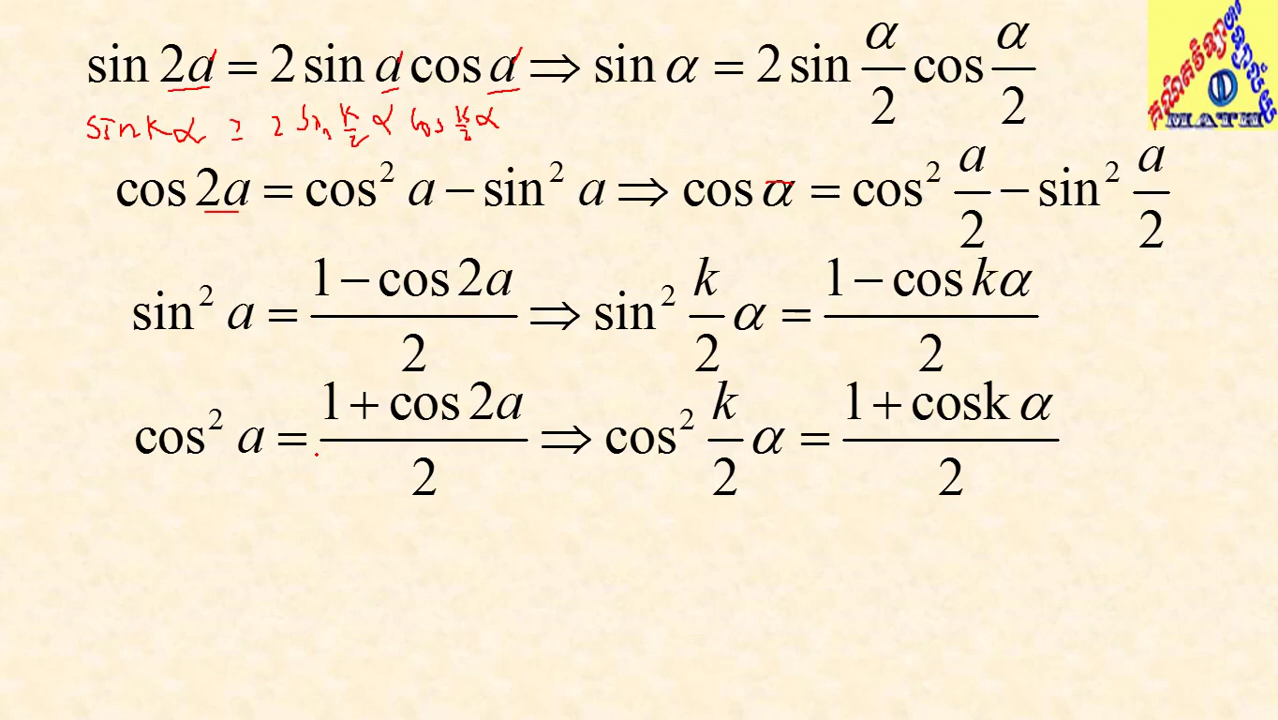 sin 2a = 2 sin a cos a ⇒ sin α = 2 sin α/2 cos α/2
sin kα = 2 sin k/2 α cos k/2 α
cos 2a = cos² a − sin² a ⇒ cos α = cos² a/2 − sin² a/2
sin² a = (1 − cos 2a)/2 ⇒ sin² k/2 α = (1 − cos kα)/2
cos² a = (1 + cos 2a)/2 ⇒ cos² k/2 α = (1 + cosk α)/2
MATH